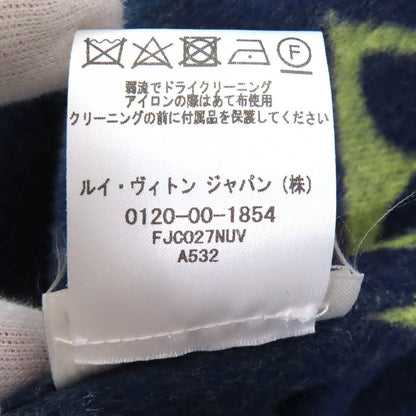 F
弱流でドライクリーニング
アイロンの際はあて布使用
クリーニングの前に付属品を保護してください
ルイ・ヴィトン ジャパン (株)
0120-00-1854
FJCO27NUV
A532